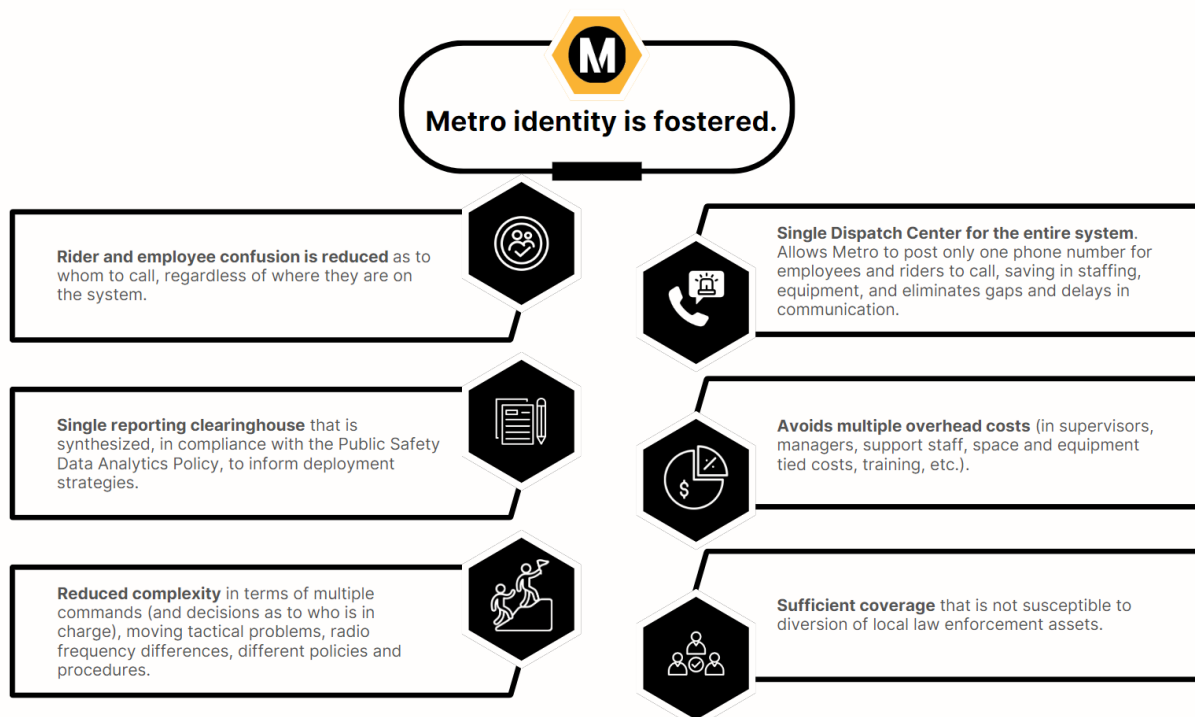 M
Metro identity is fostered.
Rider and employee confusion is reduced as to
whom to call, regardless of where they are on
the system.
Single reporting clearinghouse that is
synthesized, in compliance with the Public Safety
Data Analytics Policy, to inform deployment
strategies.
Reduced complexity in terms of multiple
commands (and decisions as to who is in
charge), moving tactical problems, radio
frequency differences, different policies and
procedures.
Single Dispatch Center for the entire system.
Allows Metro to post only one phone number for
employees and riders to call, saving in staffing,
equipment, and eliminates gaps and delays in
communication.
Avoids multiple overhead costs (in supervisors,
managers, support staff, space and equipment
tied costs, training, etc.).
%
$
Sufficient coverage that is not susceptible to
diversion of local law enforcement assets.